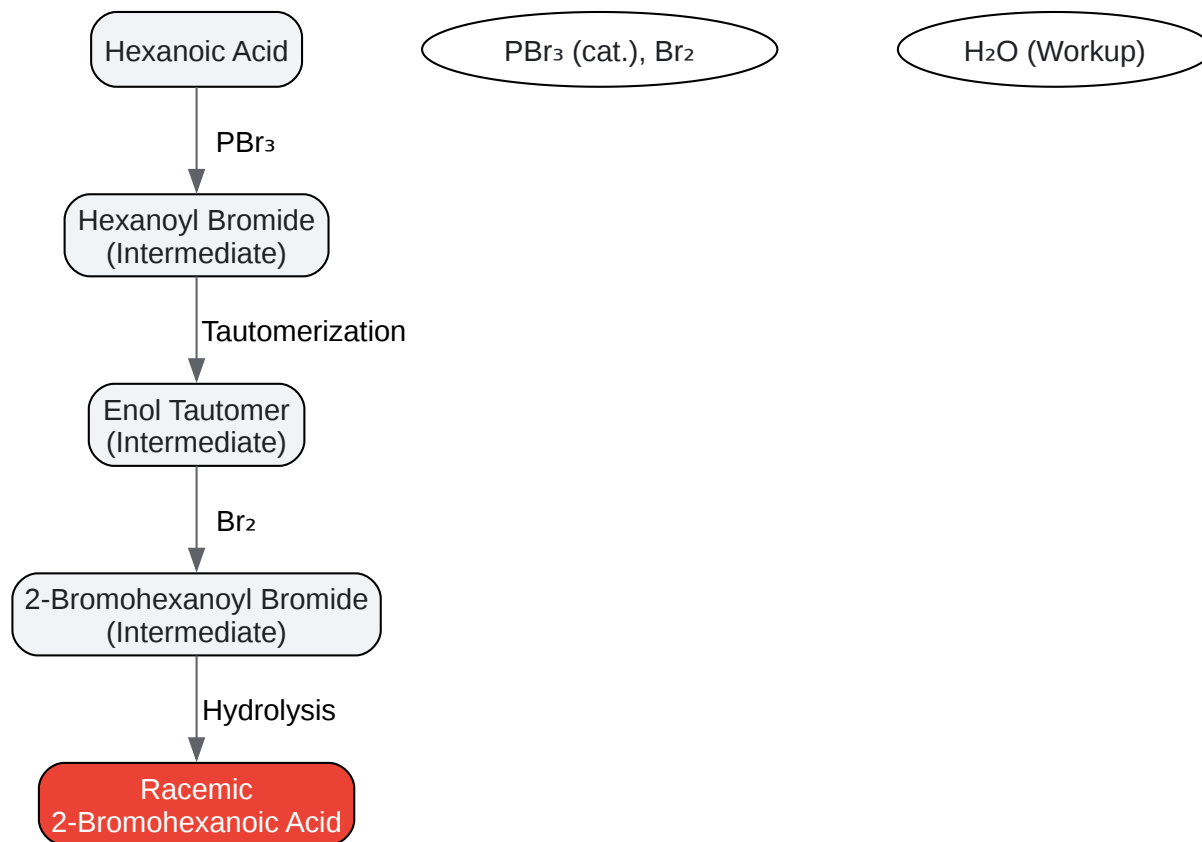 Hexanoic Acid
PBr₃ (cat.), Br₂
H₂O (Workup)
PBr₃
Hexanoyl Bromide
(Intermediate)
Tautomerization
Enol Tautomer
(Intermediate)
Br₂
2-Bromohexanoyl Bromide
(Intermediate)
Hydrolysis
Racemic
2-Bromohexanoic Acid